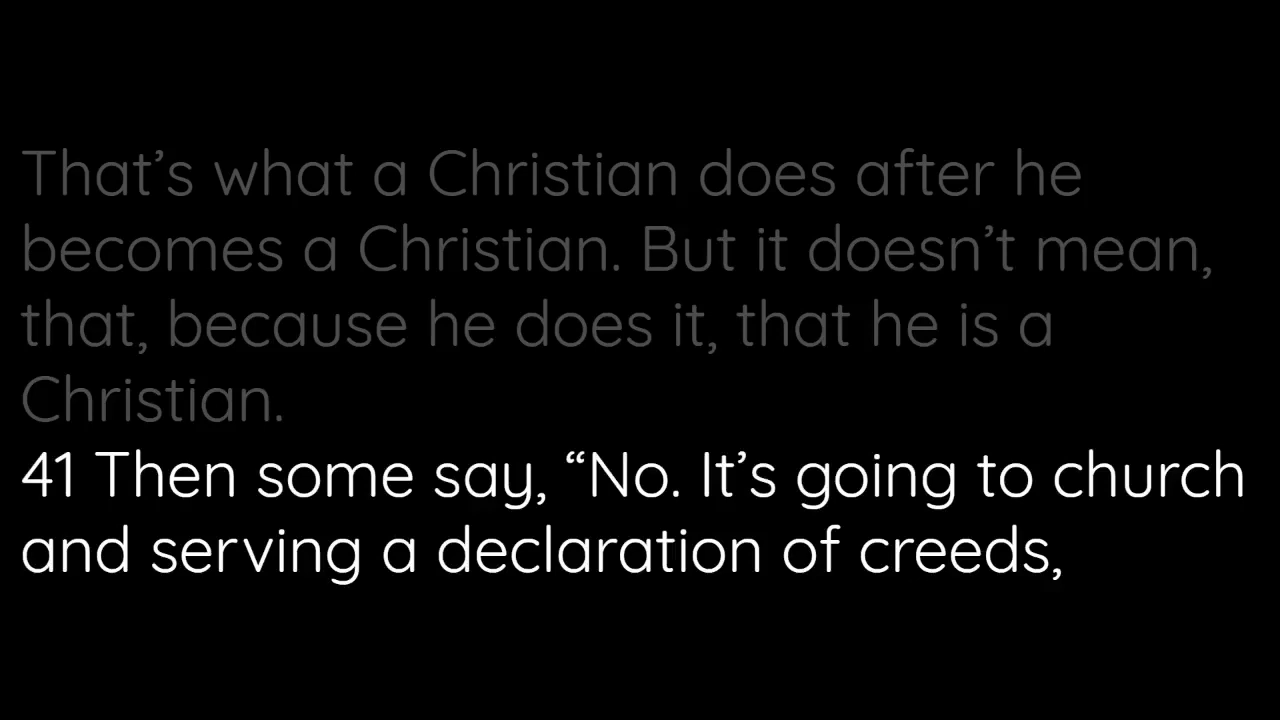 That’s what a Christian does after he
becomes a Christian. But it doesn’t mean,
that, because he does it, that he is a
Christian.
41 Then some say, “No. It’s going to church
and serving a declaration of creeds,